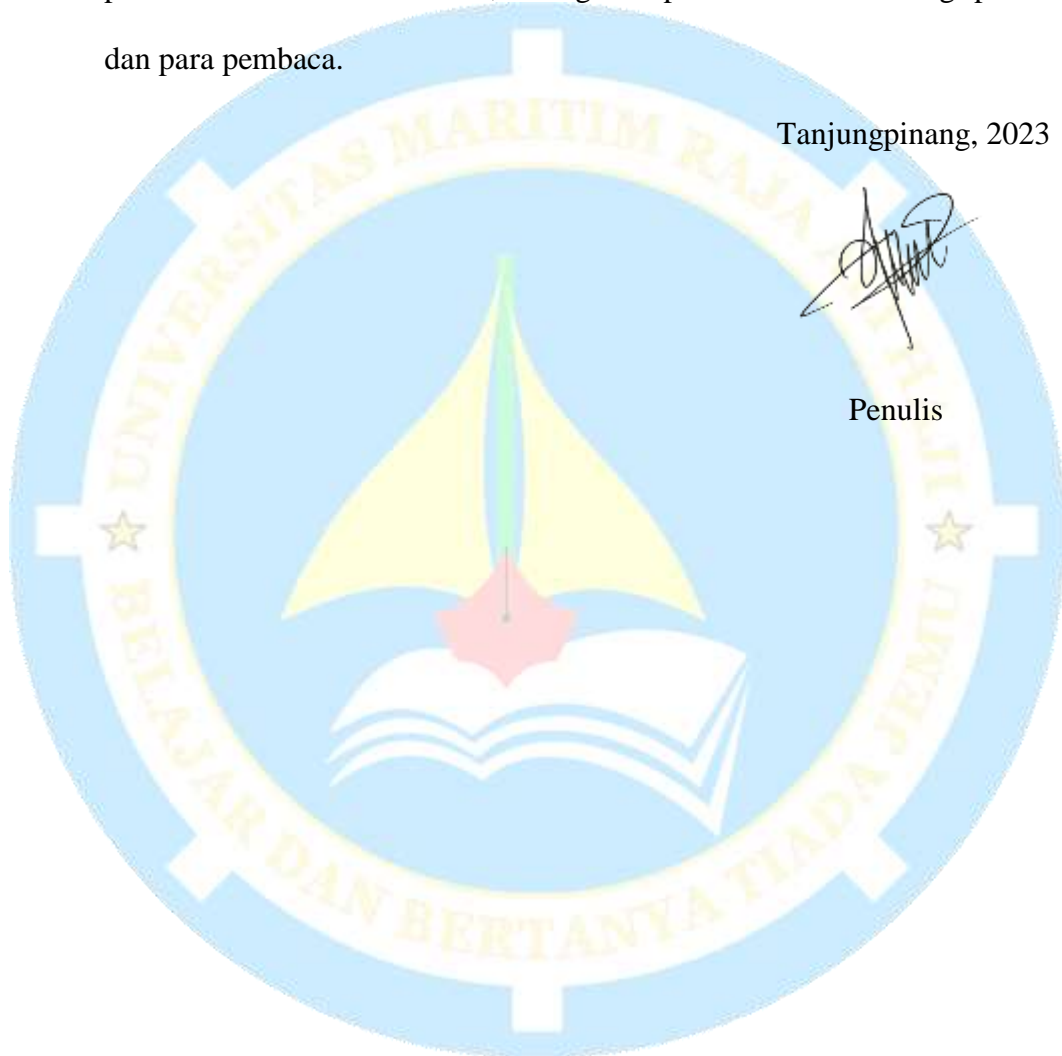 dan para pembaca.
Tanjungpinang, 2023
Penulis
UNIVERSITAS MARITIM RAJA ALI HAJI
BELAJAR DAN BERTANYA TIADA JEMU